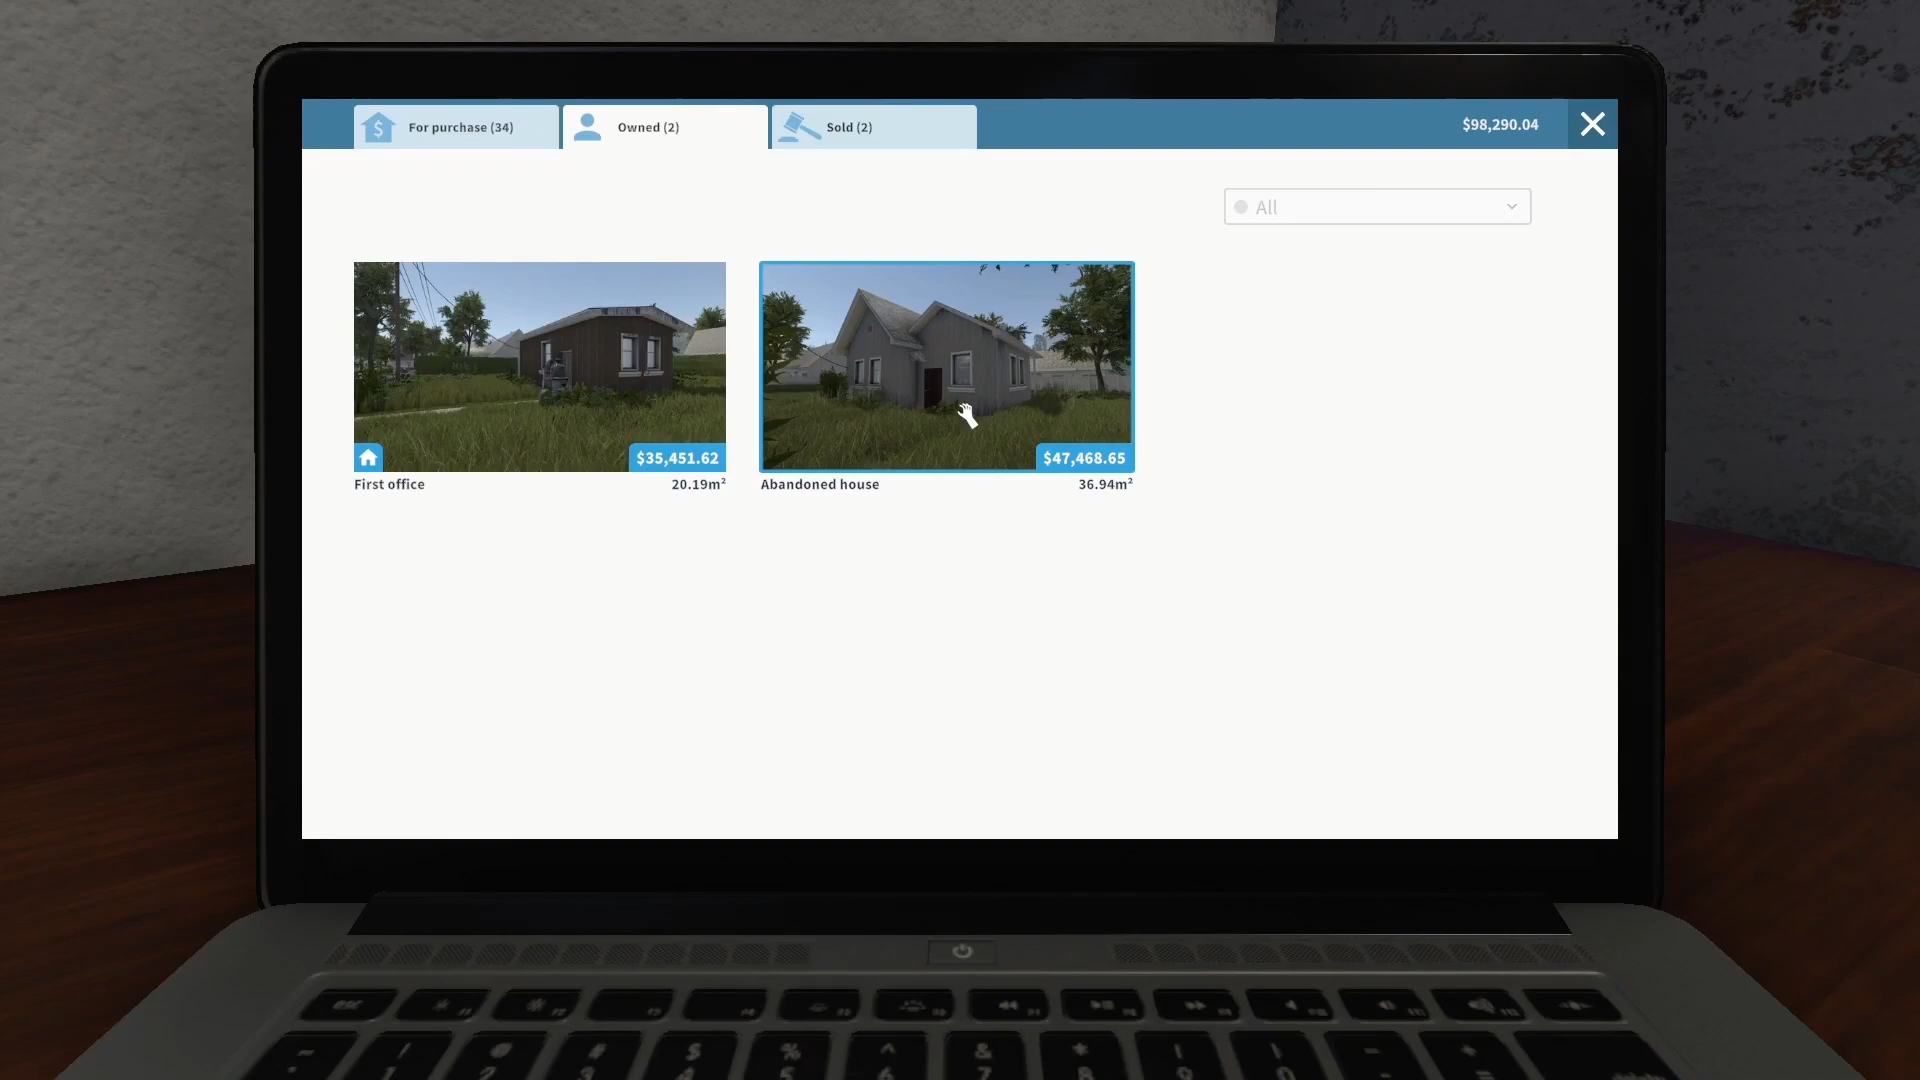 For purchase (34)
Owned (2)
Sold (2)
$98,290.04
All
$35,451.62
$47,468.65
First office
20.19m²
Abandoned house
36.94m²
esc